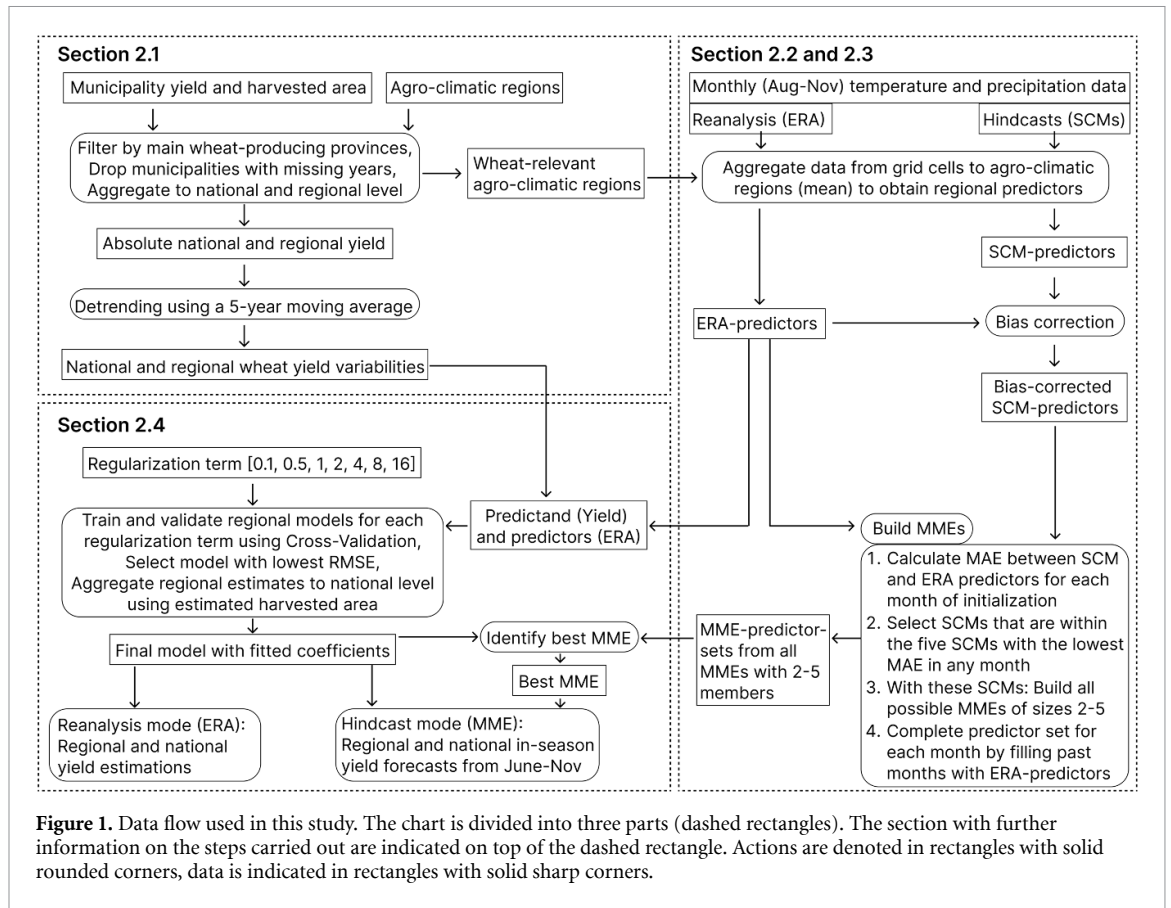 Section 2.1
Municipality yield and harvested area
Agro-climatic regions
Filter by main wheat-producing provinces,
Drop municipalities with missing years,
Aggregate to national and regional level
Wheat-relevant
agro-climatic regions
Absolute national and regional yield
Detrending using a 5-year moving average
National and regional wheat yield variabilities
Section 2.2 and 2.3
Monthly (Aug-Nov) temperature and precipitation data
Reanalysis (ERA)
Hindcasts (SCMs)
Aggregate data from grid cells to agro-climatic
regions (mean) to obtain regional predictors
SCM-predictors
ERA-predictors
Bias correction
Bias-corrected
SCM-predictors
Build MMEs
1. Calculate MAE between SCM
and ERA predictors for each
month of initialization
2. Select SCMs that are within
the five SCMs with the lowest
MAE in any month
3. With these SCMs: Build all
possible MMEs of sizes 2-5
4. Complete predictor set for
each month by filling past
months with ERA-predictors
MME-predictor-
sets from all
MMEs with 2-5
members
Section 2.4
Regularization term [0.1, 0.5, 1, 2, 4, 8, 16]
Train and validate regional models for each
regularization term using Cross-Validation,
Select model with lowest RMSE,
Aggregate regional estimates to national level
using estimated harvested area
Predictand (Yield)
and predictors (ERA)
Final model with fitted coefficients
Identify best MME
Best MME
Reanalysis mode (ERA):
Regional and national
yield estimations
Hindcast mode (MME):
Regional and national in-season
yield forecasts from June-Nov
Figure 1. Data flow used in this study. The chart is divided into three parts (dashed rectangles). The section with further
information on the steps carried out are indicated on top of the dashed rectangle. Actions are denoted in rectangles with solid
rounded corners, data is indicated in rectangles with solid sharp corners.